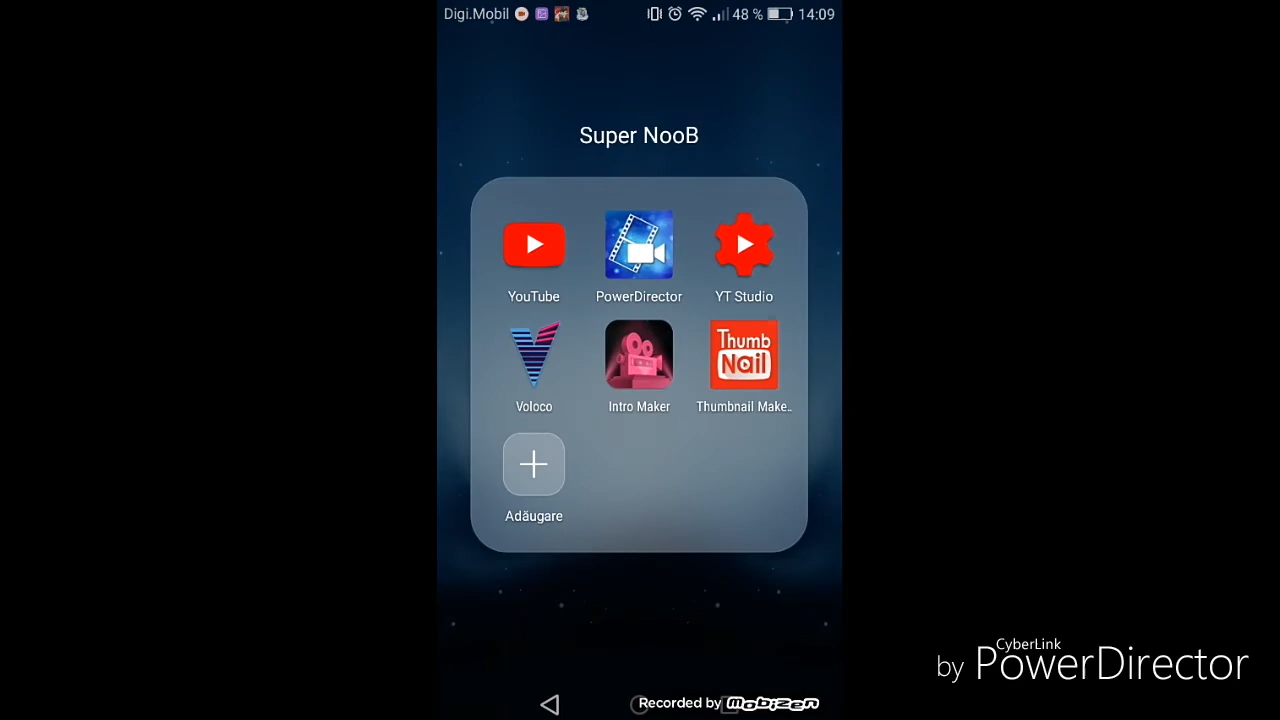 Digi.Mobil 48 % 14:09
Super NooB
YouTube PowerDirector YT Studio
Thumb
Nail
Voloco Intro Maker Thumbnail Make..
Adăugare
CyberLink
by PowerDirector
Recorded by mobizen